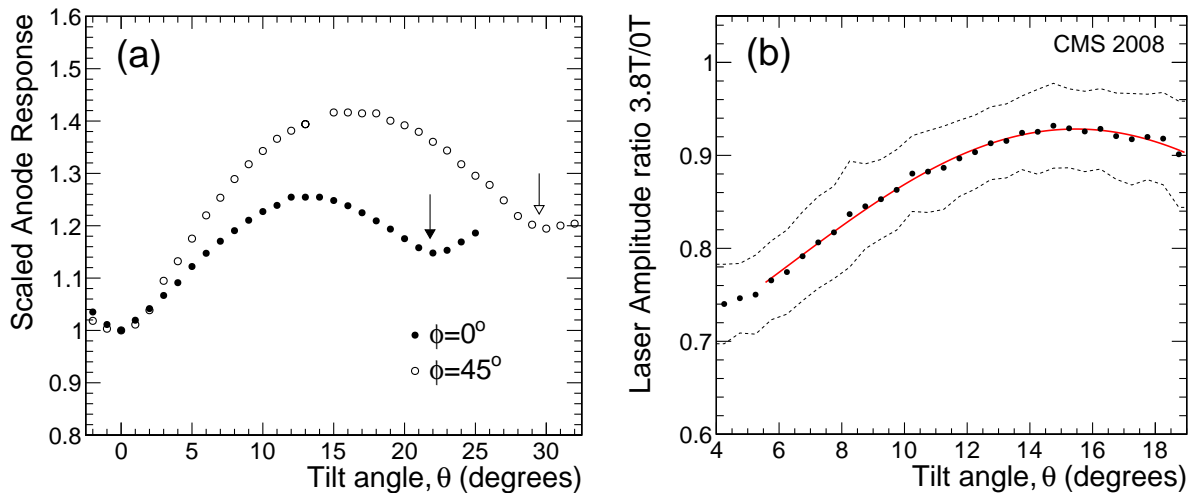 Scaled Anode Response
1.6
1.5
1.4
1.3
1.2
1.1
1
0.9
0.8
(a)
ϕ=0°
ϕ=45°
0 5 10 15 20 25 30
Tilt angle, θ (degrees)
Laser Amplitude ratio 3.8T/0T
1
0.9
0.8
0.7
0.6
(b)
CMS 2008
4 6 8 10 12 14 16 18
Tilt angle, θ (degrees)